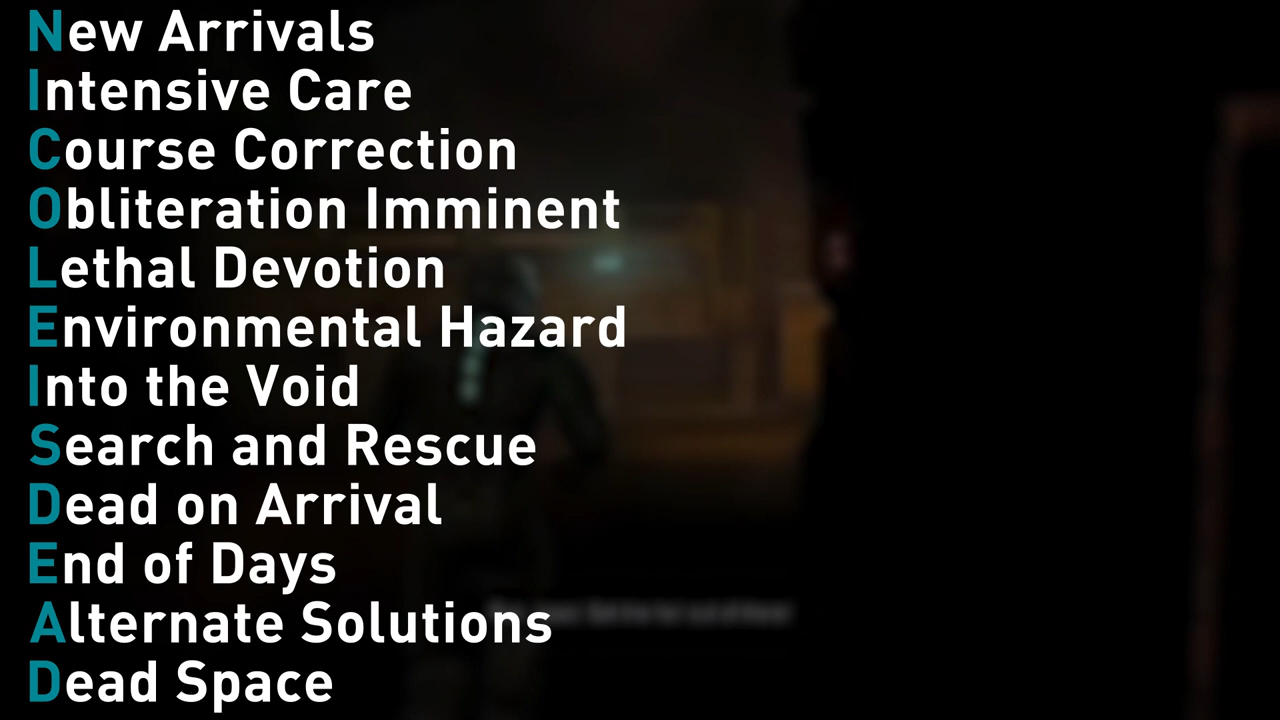 New Arrivals
Intensive Care
Course Correction
Obliteration Imminent
Lethal Devotion
Environmental Hazard
Into the Void
Search and Rescue
Dead on Arrival
End of Days
Alternate Solutions
Dead Space